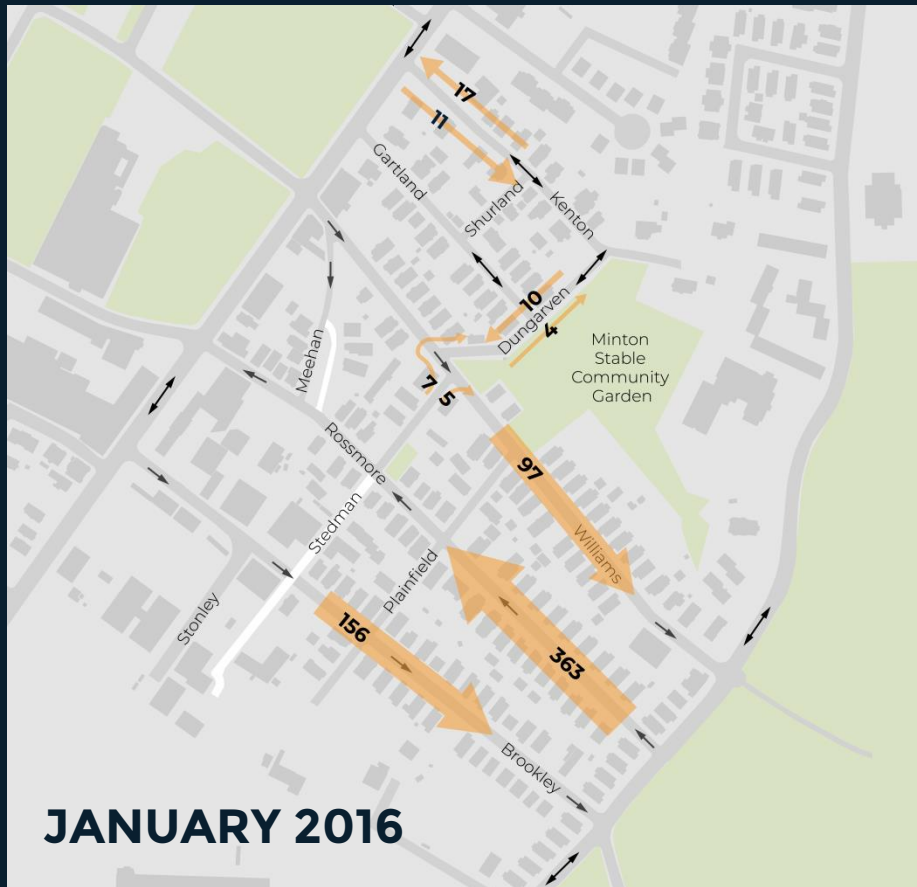 17
11
Gartland
Shurland
Kenton
10
Dungarven
4
Minton
Stable
Community
Garden
Meehan
7
5
Rossmore
97
Stedman
Williams
Plainfield
Stonley
156
363
Brookley
JANUARY 2016